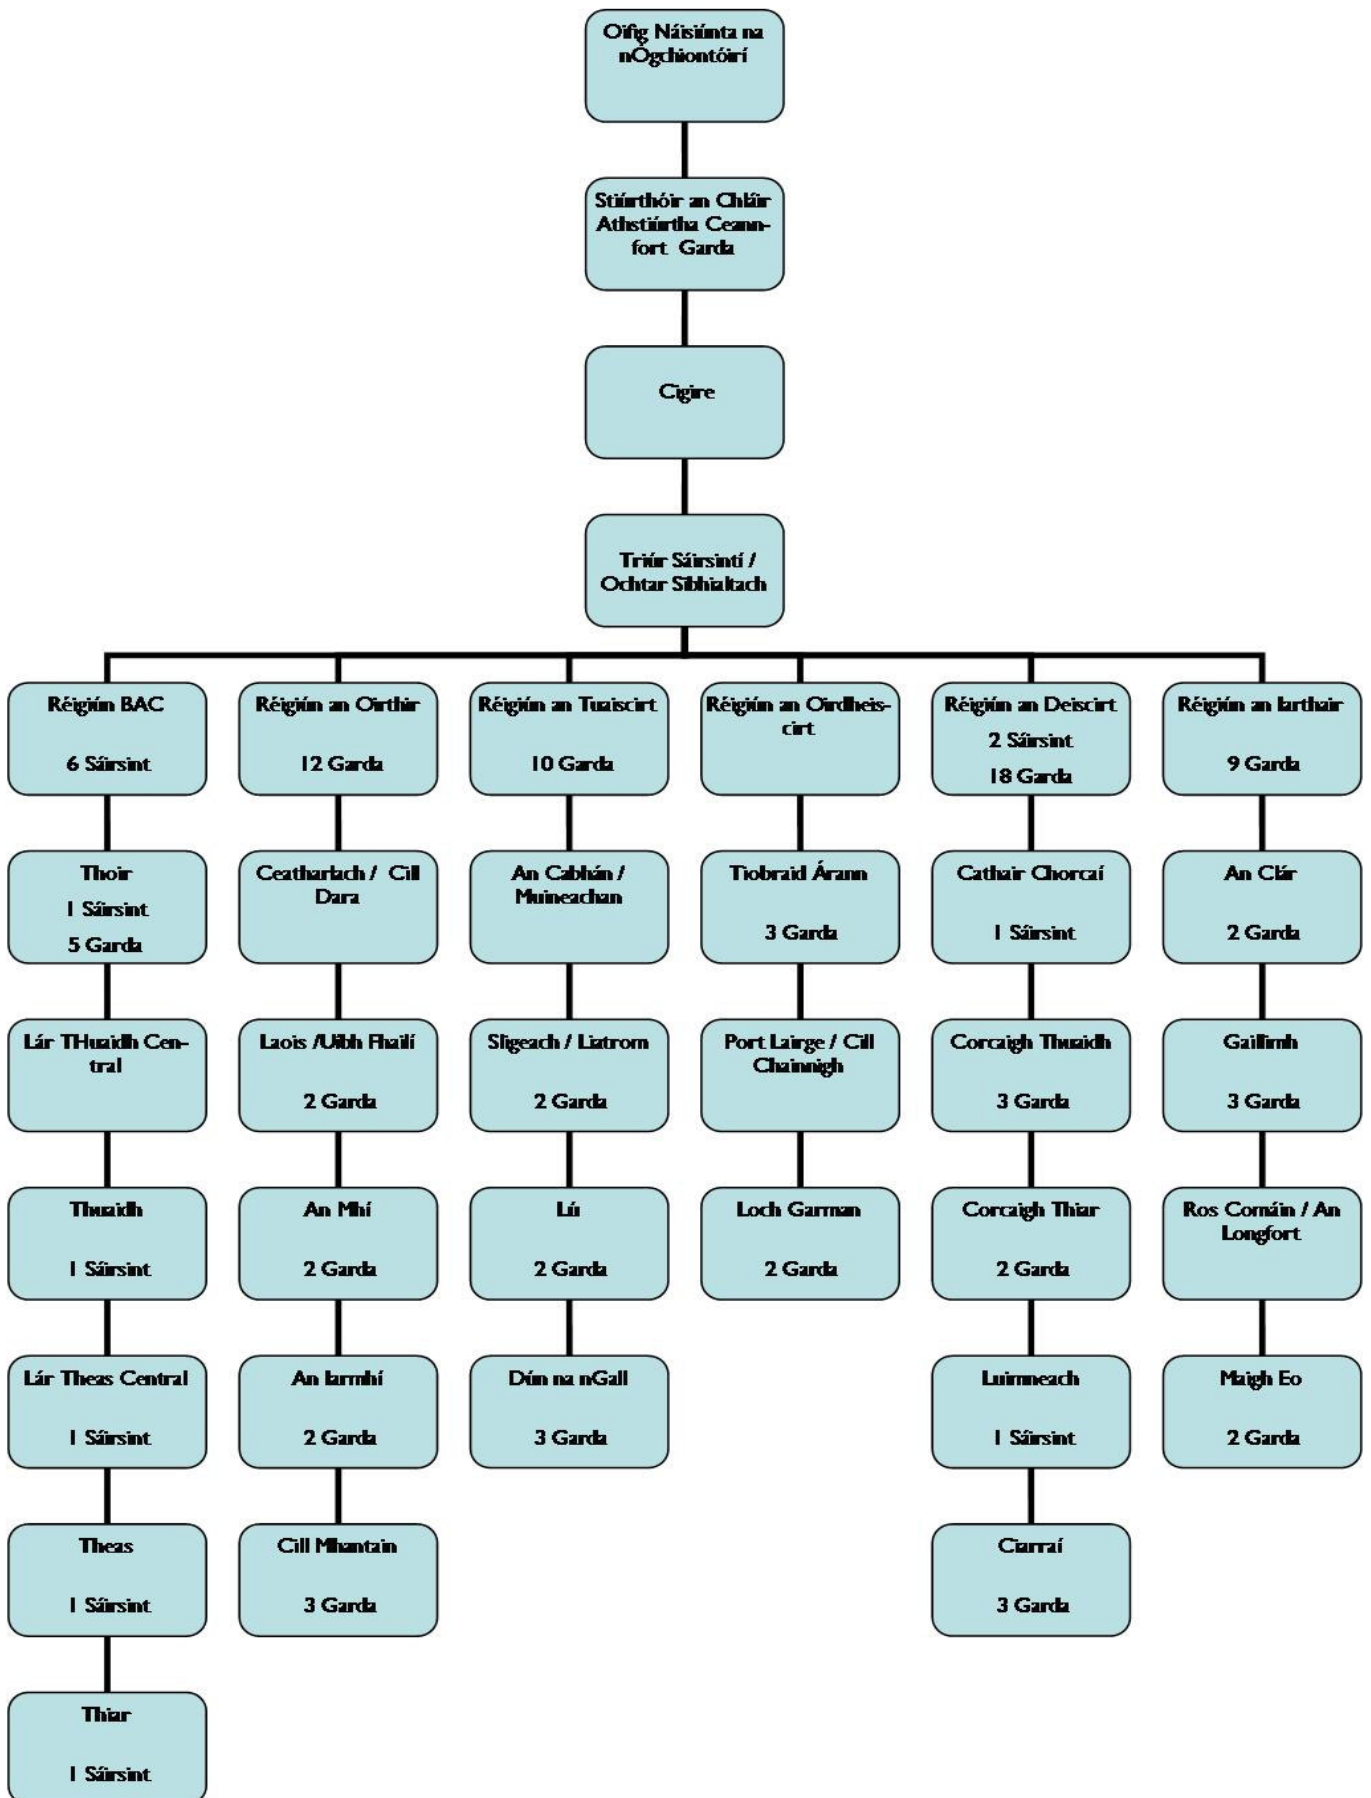 Oifig Náisiúnta na
nÓgchiontóirí
Stiúrthóir an Chláir
Athstiúrtha Ceann-
fort Garda
Cigire
Triúr Sáirsintí /
Ochtar Sibhialtach
Réigiún BAC
6 Sáirsint
Thoir
1 Sáirsint
5 Garda
Lár THuaidh Cen-
tral
Thuaidh
1 Sáirsint
Lár Theas Central
1 Sáirsint
Theas
1 Sáirsint
Thiar
1 Sáirsint
Réigiún an Oirthir
12 Garda
Ceatharlach / Cill
Dara
Laois /Uibh Fhailí
2 Garda
An Mhí
2 Garda
An Iarmhí
2 Garda
Cill Mhantain
3 Garda
Réigiún an Tuaiscirt
10 Garda
An Cabhán /
Muineachan
Sligeach / Liatrom
2 Garda
Lú
2 Garda
Dún na nGall
3 Garda
Réigiún an Oirdheis-
cirt
Tiobraid Árann
3 Garda
Port Lairge / Cill
Chainnigh
Loch Garman
2 Garda
Réigiún an Deiscirt
2 Sáirsint
18 Garda
Cathair Chorcaí
1 Sáirsint
Corcaigh Thuaidh
3 Garda
Corcaigh Thiar
2 Garda
Luimneach
1 Sáirsint
Ciarraí
3 Garda
Réigiún an Iarthair
9 Garda
An Clár
2 Garda
Gaillimh
3 Garda
Ros Comáin / An
Longfort
Maigh Eo
2 Garda